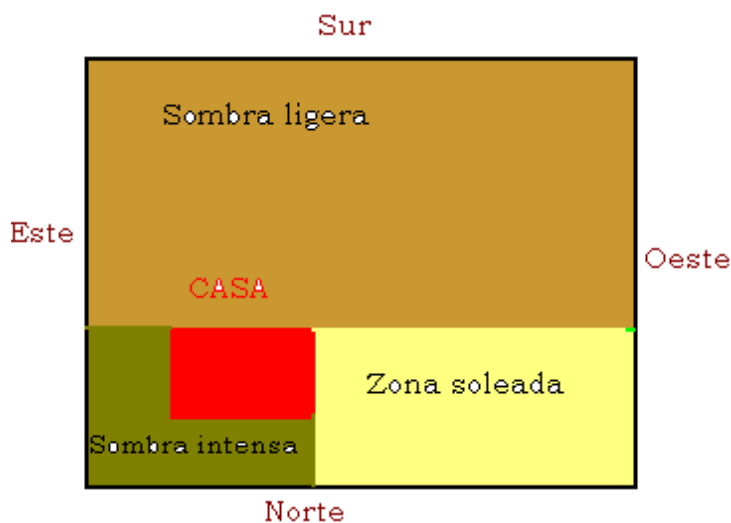 Sur
Sombra ligera
Este
Oeste
CASA
Zona soleada
Sombra intensa
Norte